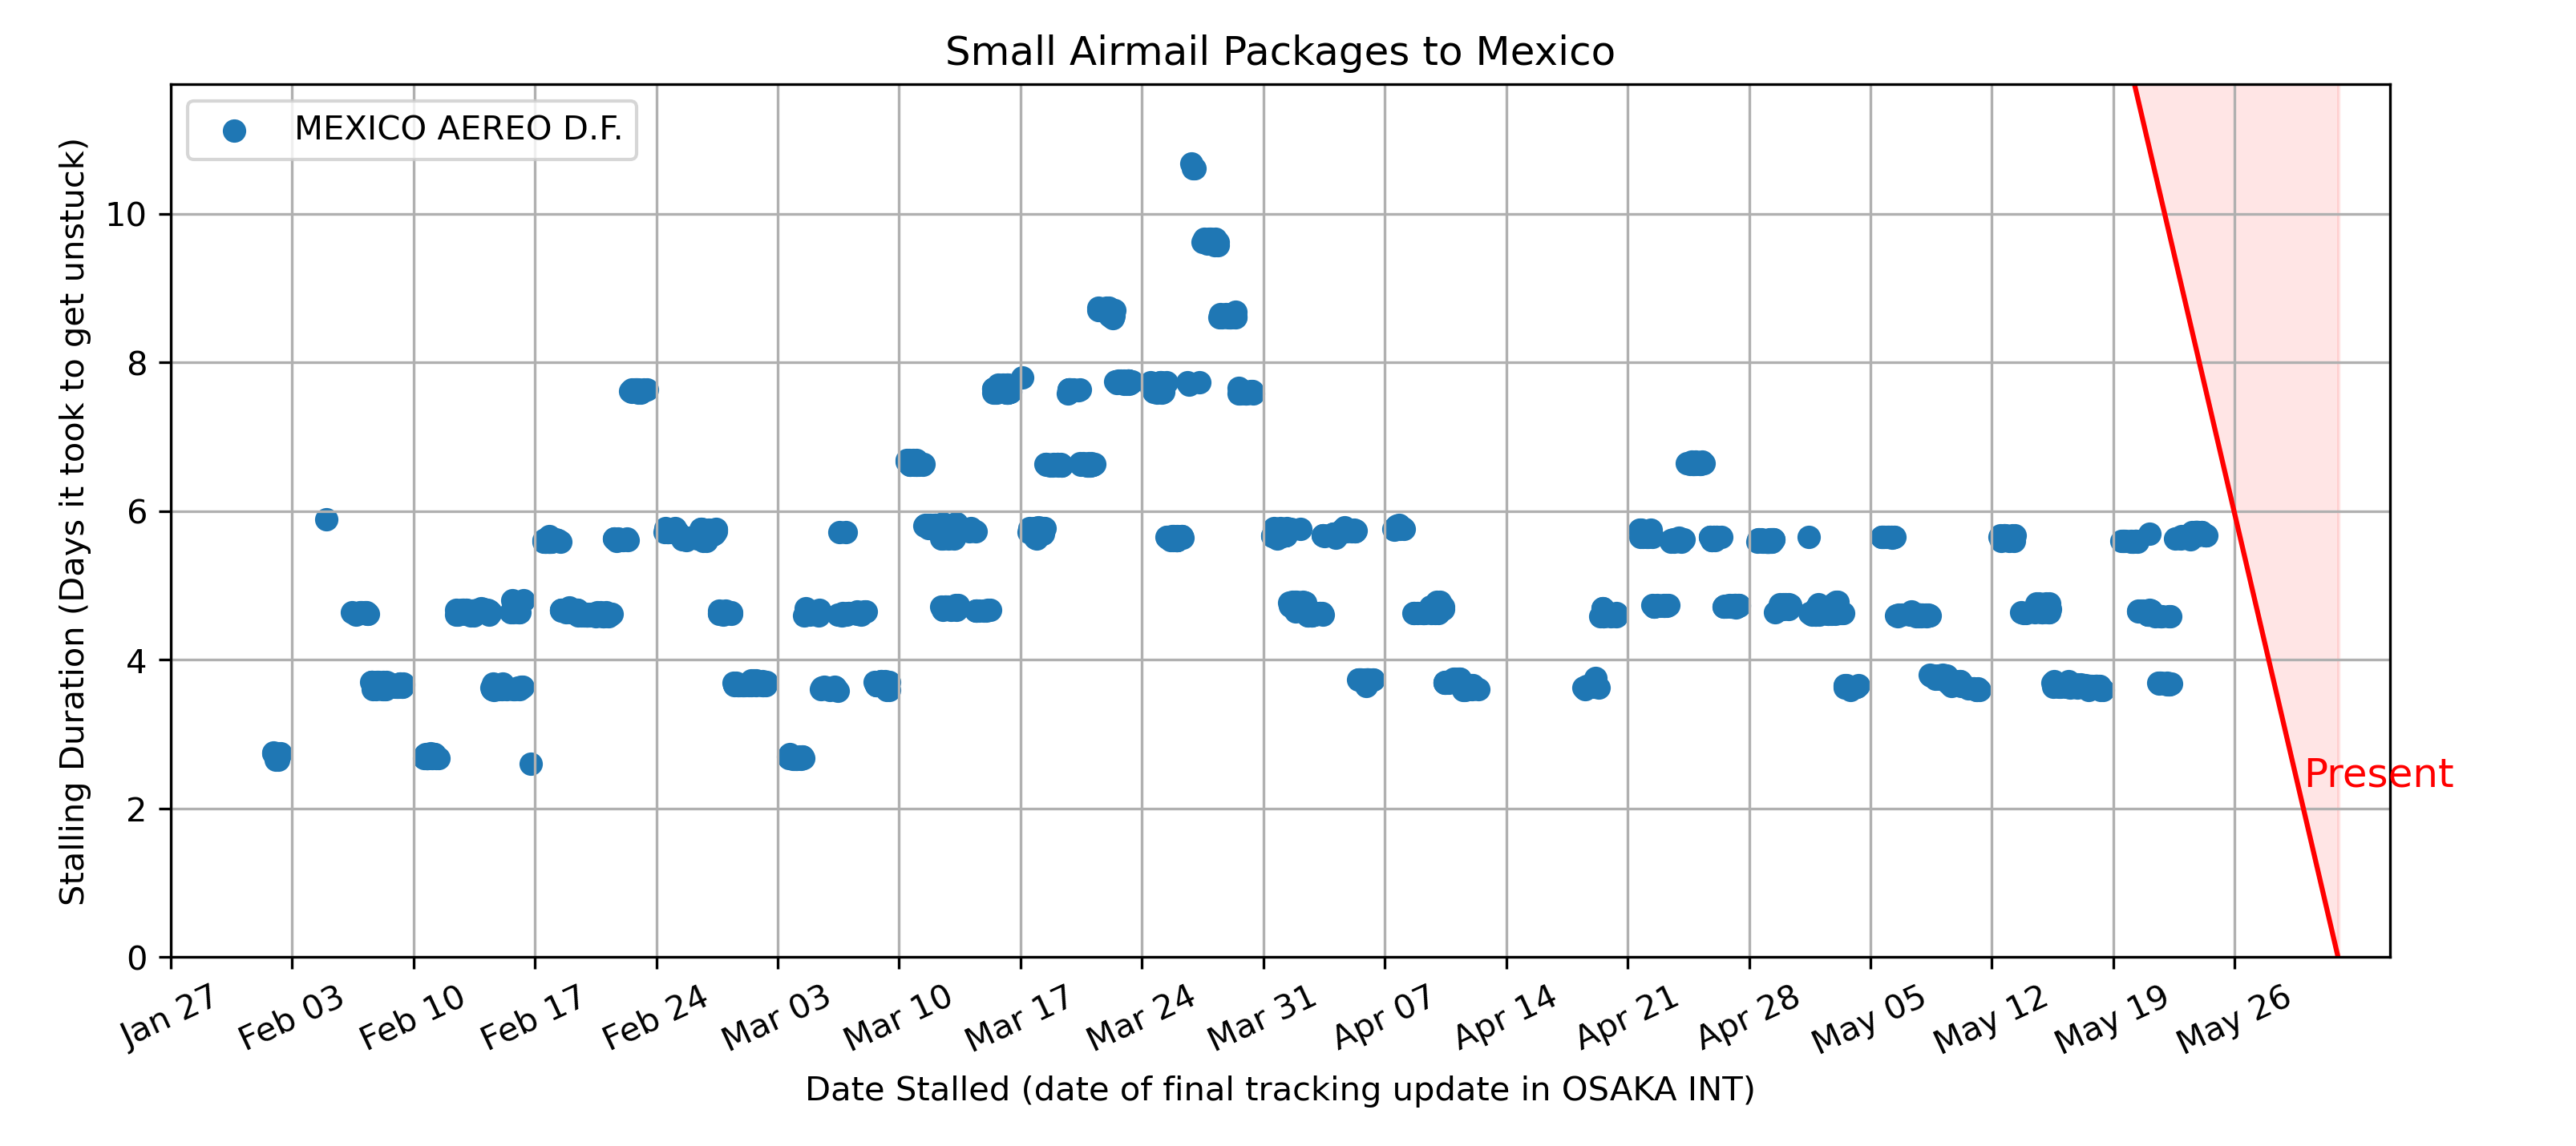 Small Airmail Packages to Mexico
MEXICO AEREO D.F.
Stalling Duration (Days it took to get unstuck)
10
8
6
4
2
0
Present
Jan 27
Feb 03
Feb 10
Feb 17
Feb 24
Mar 03
Mar 10
Mar 17
Mar 24
Mar 31
Apr 07
Apr 14
Apr 21
Apr 28
May 05
May 12
May 19
May 26
Date Stalled (date of final tracking update in OSAKA INT)